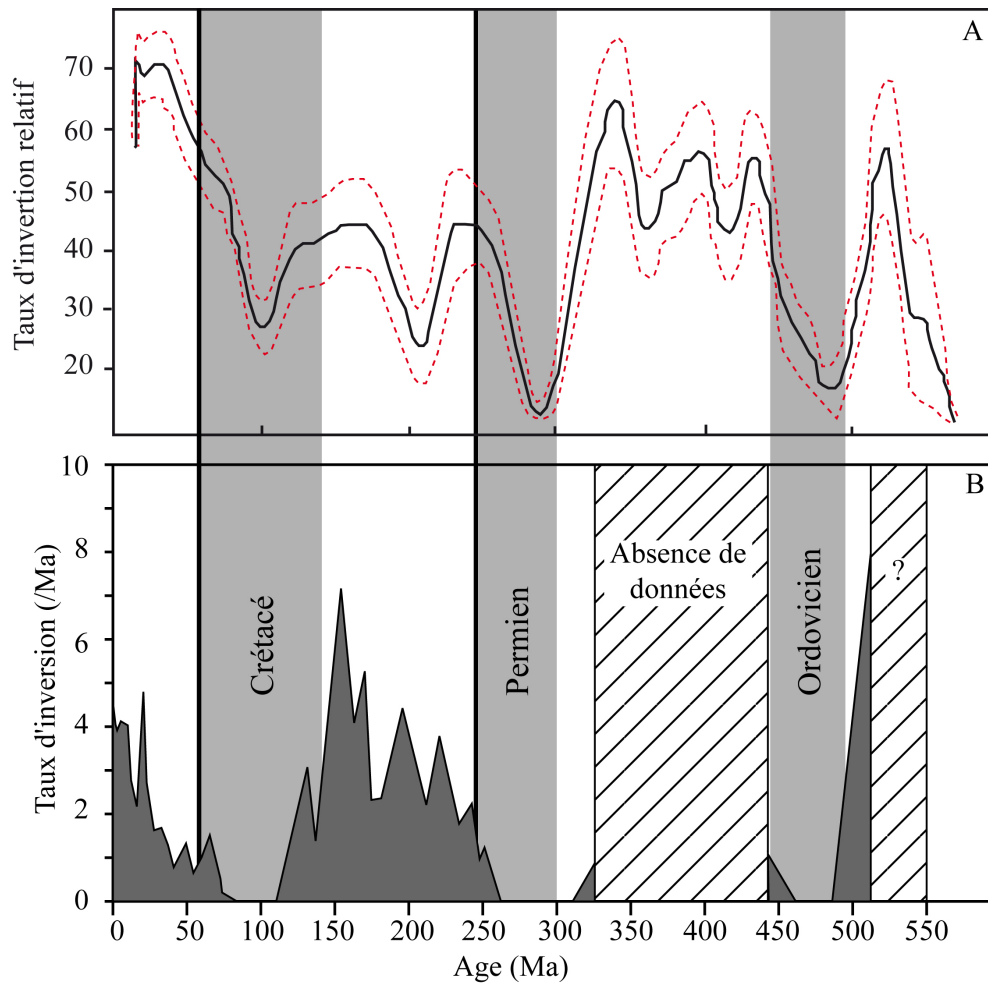 A
Taux d'invertion relatif
70
60
50
40
30
20
B
Taux d'inversion (/Ma)
10
8
6
4
2
0
Crétacé
Permien
Absence de
données
Ordovicien
?
0 50 100 150 200 250 300 350 400 450 500 550
Age (Ma)